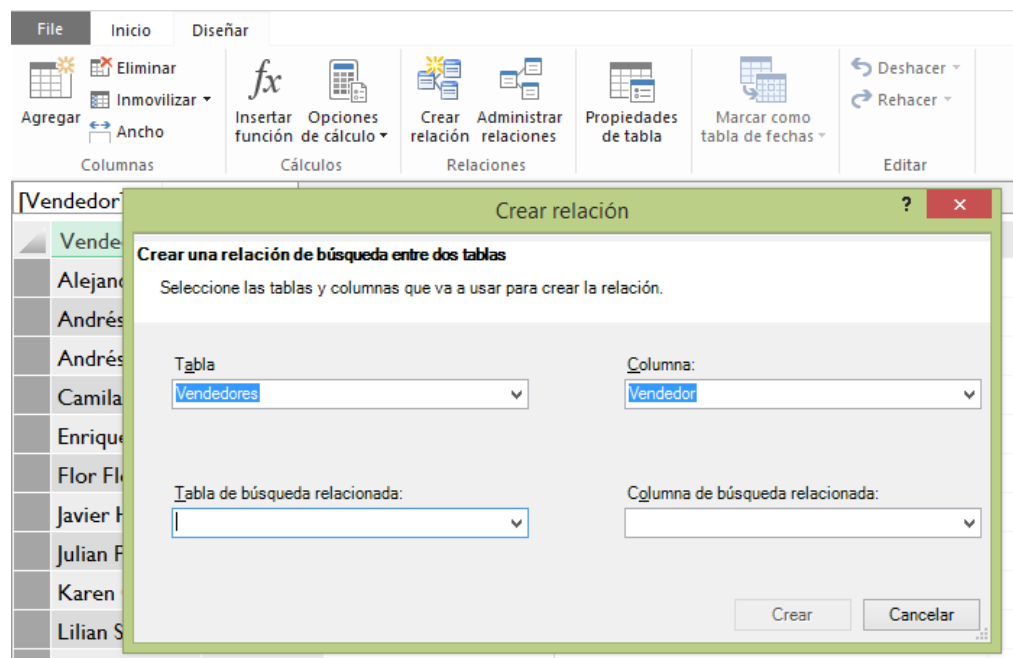 File Inicio Diseñar
Agregar
Eliminar
Inmovilizar
Ancho
Columnas
fx
Insertar función
Opciones de cálculo
Cálculos
Crear relación
Administrar relaciones
Relaciones
Propiedades de tabla
Marcar como tabla de fechas
Deshacer
Rehacer
Editar
[Vendedor
Crear relación ? ×
Vende
Crear una relación de búsqueda entre dos tablas
Seleccione las tablas y columnas que va a usar para crear la relación.
Alejand
Andrés
Andrés
Camila
Enrique
Flor Fl
Javier H
Julian P
Karen
Lilian S
Tabla
Vendedores
Columna:
Vendedor
Tabla de búsqueda relacionada:
Columna de búsqueda relacionada:
Crear
Cancelar